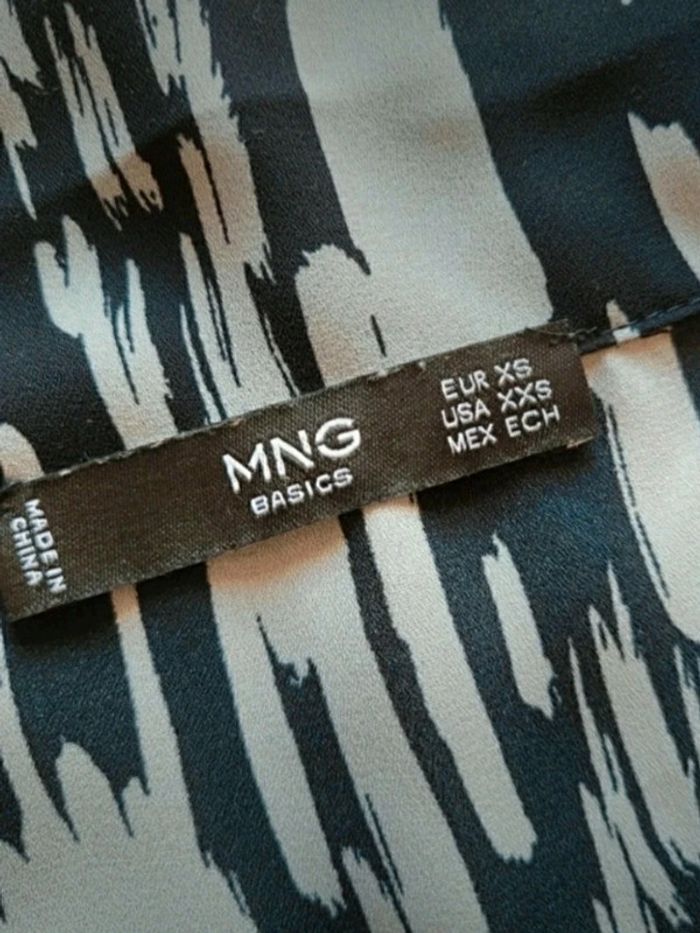 MADE IN
CHINA
MNG
BASICS
EUR XS
USA XXS
MEX ECH